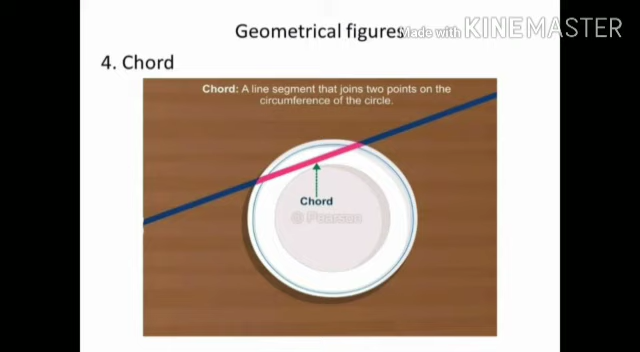 Geometrical figures
Made with KINEMASTER
4. Chord
Chord: A line segment that joins two points on the
circumference of the circle.
Chord
© Pearson